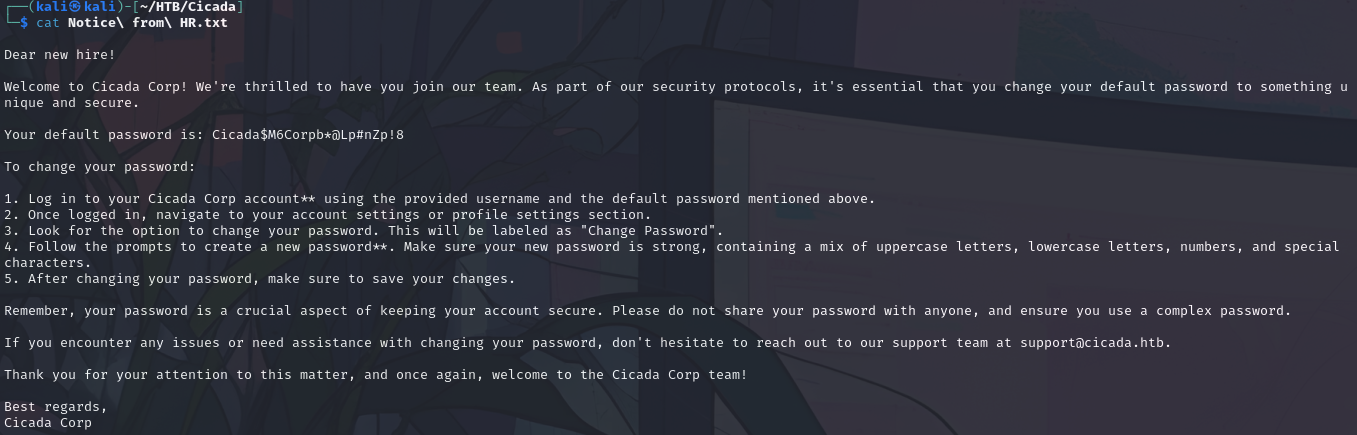 ┌──(kali㉿kali)-[~/HTB/Cicada]
└─$ cat Notice\ from\ HR.txt
Dear new hire!
Welcome to Cicada Corp! We're thrilled to have you join our team. As part of our security protocols, it's essential that you change your default password to something u
nique and secure.
Your default password is: Cicada$M6Corpb*@Lp#nZp!8
To change your password:
1. Log in to your Cicada Corp account** using the provided username and the default password mentioned above.
2. Once logged in, navigate to your account settings or profile settings section.
3. Look for the option to change your password. This will be labeled as "Change Password".
4. Follow the prompts to create a new password**. Make sure your new password is strong, containing a mix of uppercase letters, lowercase letters, numbers, and special
characters.
5. After changing your password, make sure to save your changes.
Remember, your password is a crucial aspect of keeping your account secure. Please do not share your password with anyone, and ensure you use a complex password.
If you encounter any issues or need assistance with changing your password, don't hesitate to reach out to our support team at support@cicada.htb.
Thank you for your attention to this matter, and once again, welcome to the Cicada Corp team!
Best regards,
Cicada Corp